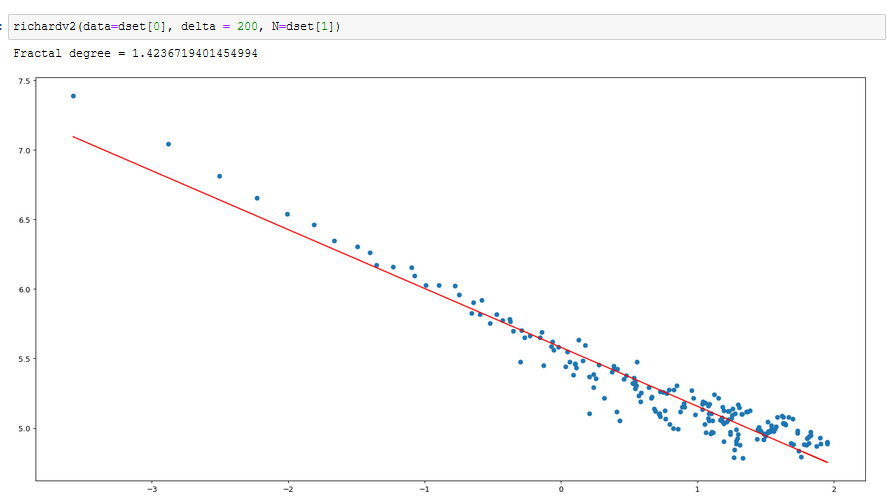 richardv2(data=dset[0], delta = 200, N=dset[1])
Fractal degree = 1.4236719401454994
7.5
7.0
6.5
6.0
5.5
5.0
−3 −2 −1 0 1 2